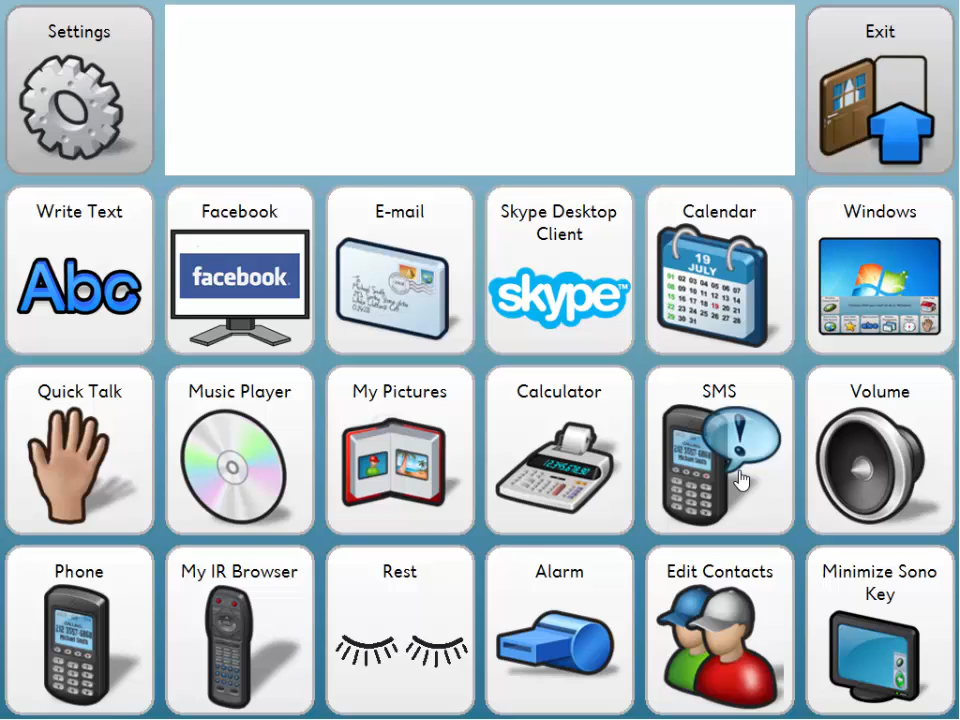 Settings
Exit
Write Text
Abc
Facebook
facebook
E-mail
Skype Desktop
Client
skype™
Calendar
19
JULY
Windows
Quick Talk
Music Player
My Pictures
Calculator
SMS
!
Volume
Phone
My IR Browser
Rest
Alarm
Edit Contacts
Minimize Sono
Key